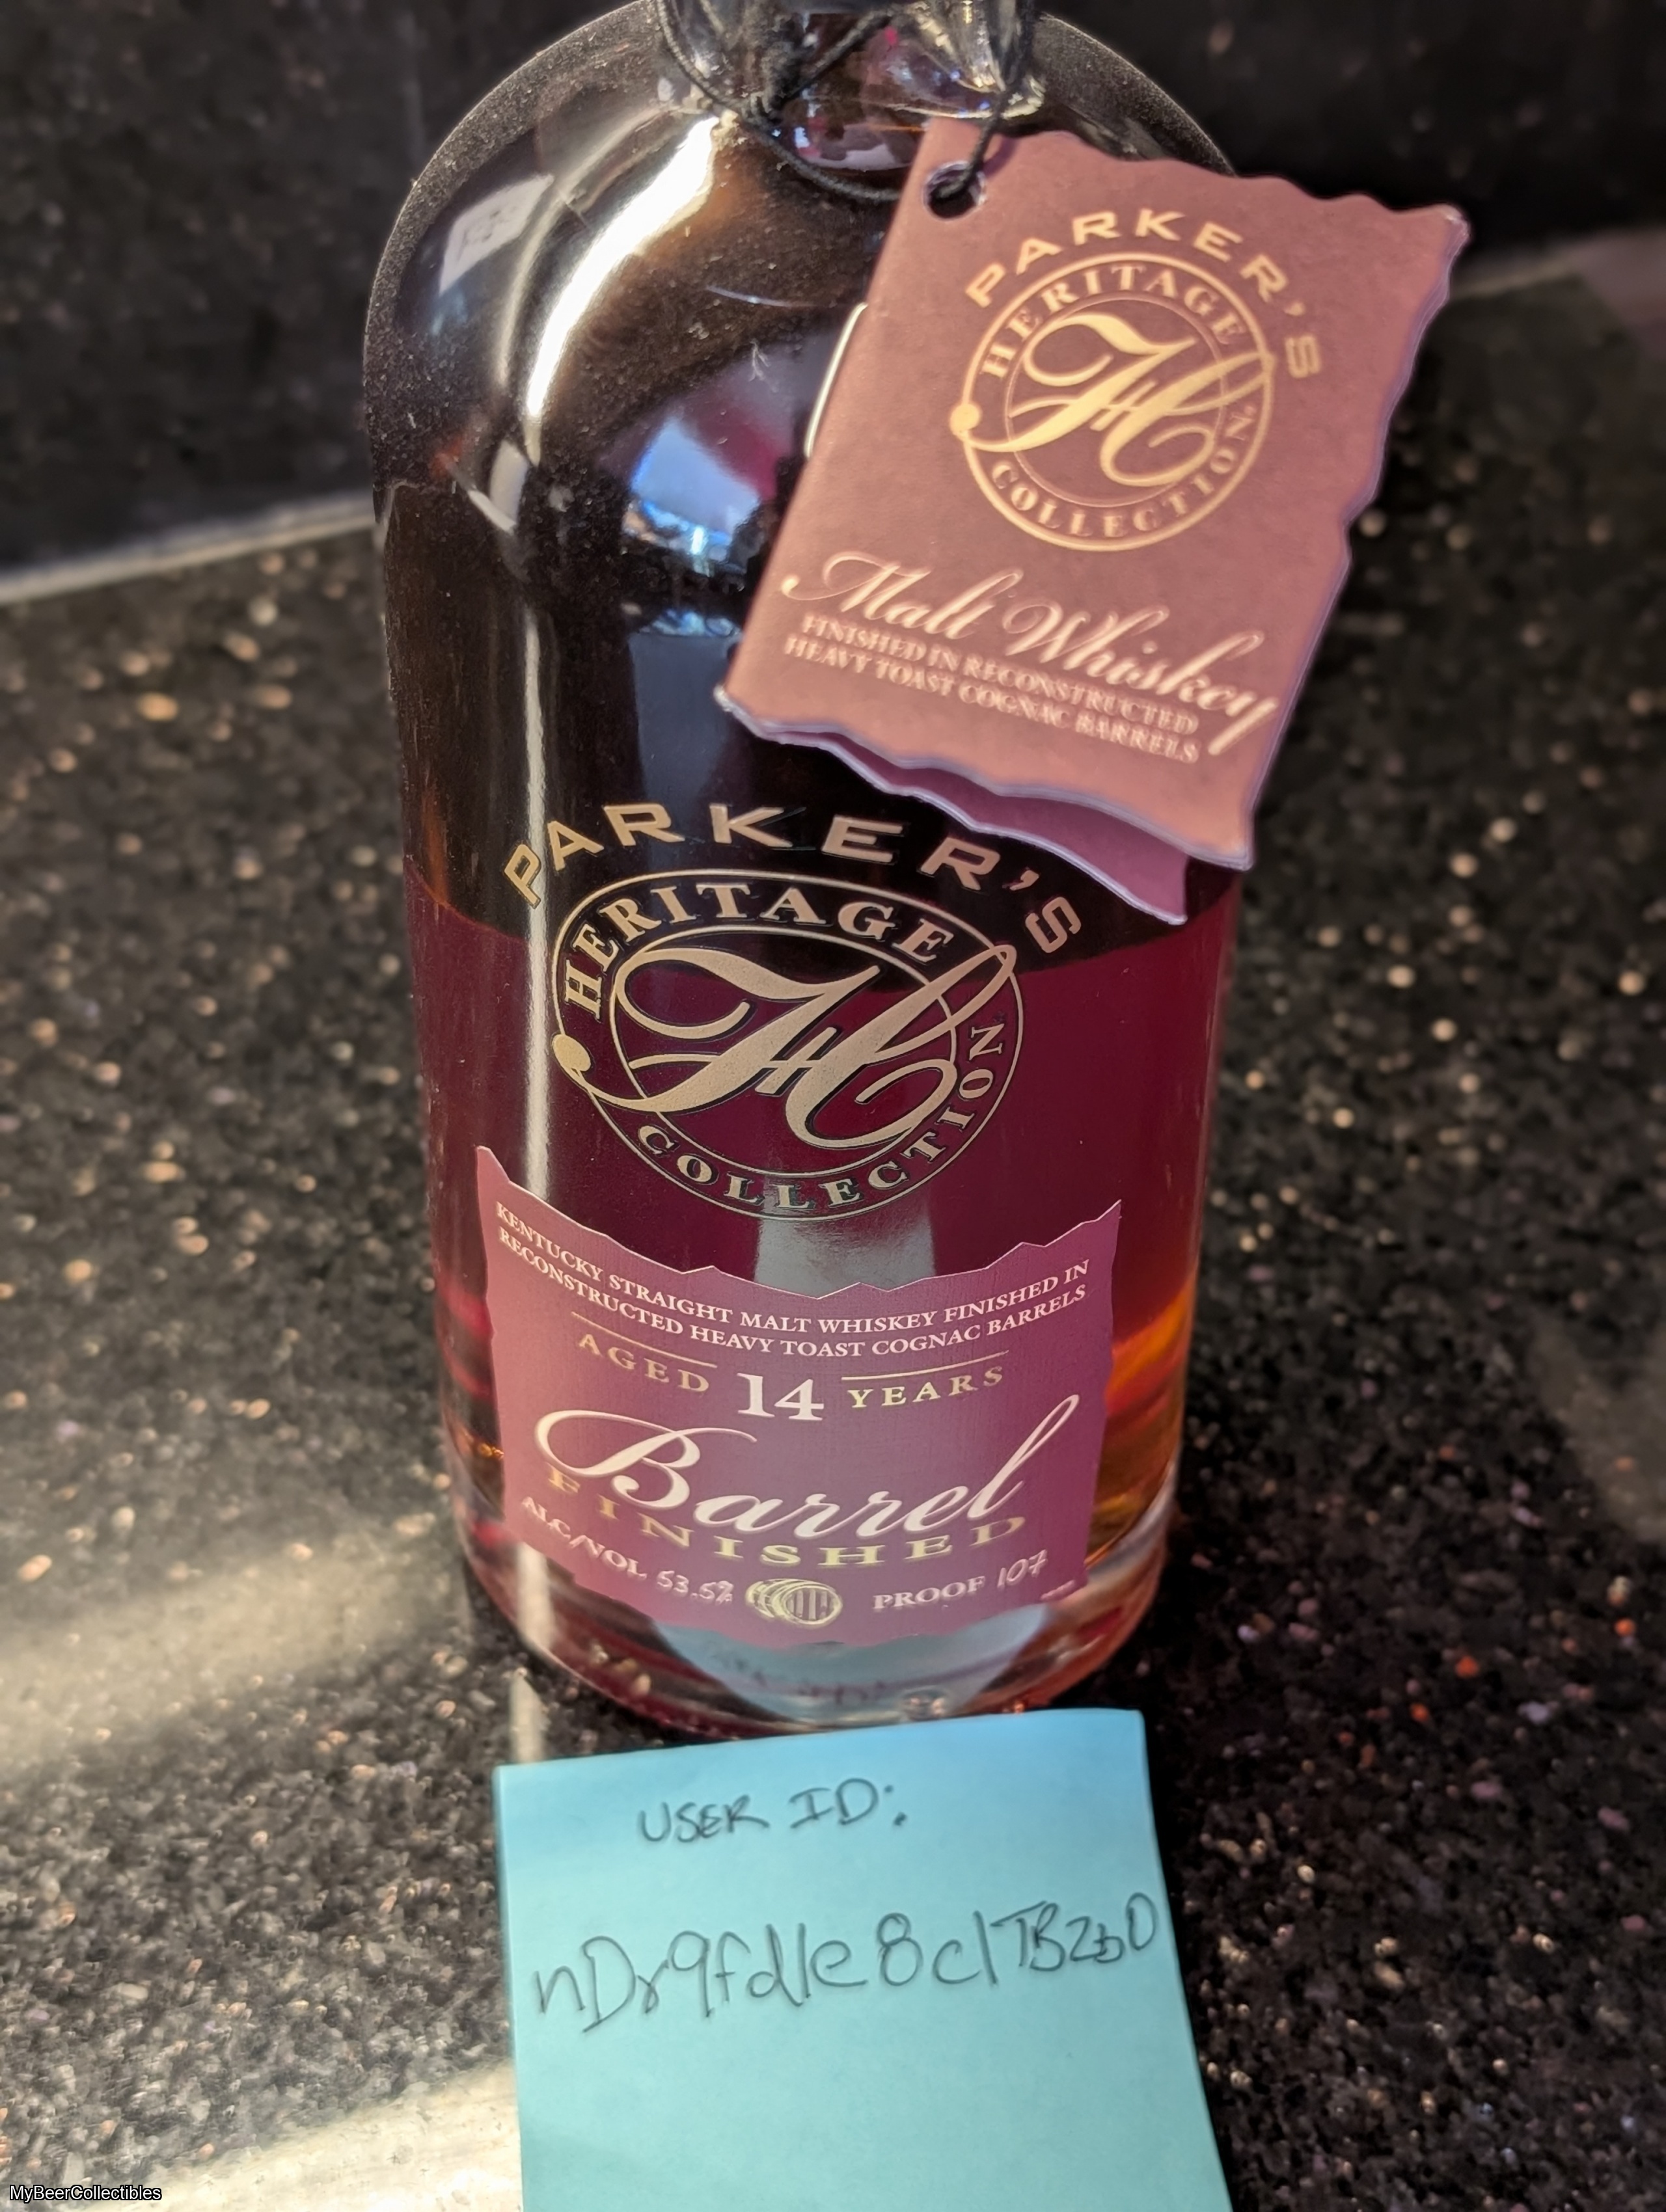 PARKER'S
HERITAGE
H
COLLECTION
Malt Whiskey
FINISHED IN RECONSTRUCTED
HEAVY TOAST COGNAC BARRELS
PARKER'S
HERITAGE
H
COLLECTION
KENTUCKY STRAIGHT MALT WHISKEY FINISHED IN
RECONSTRUCTED HEAVY TOAST COGNAC BARRELS
AGED 14 YEARS
Barrel
FINISHED
ALC/VOL 53.5% PROOF 107
USER ID:
nDr9fdle8clTBZbD
MyBeerCollectibles